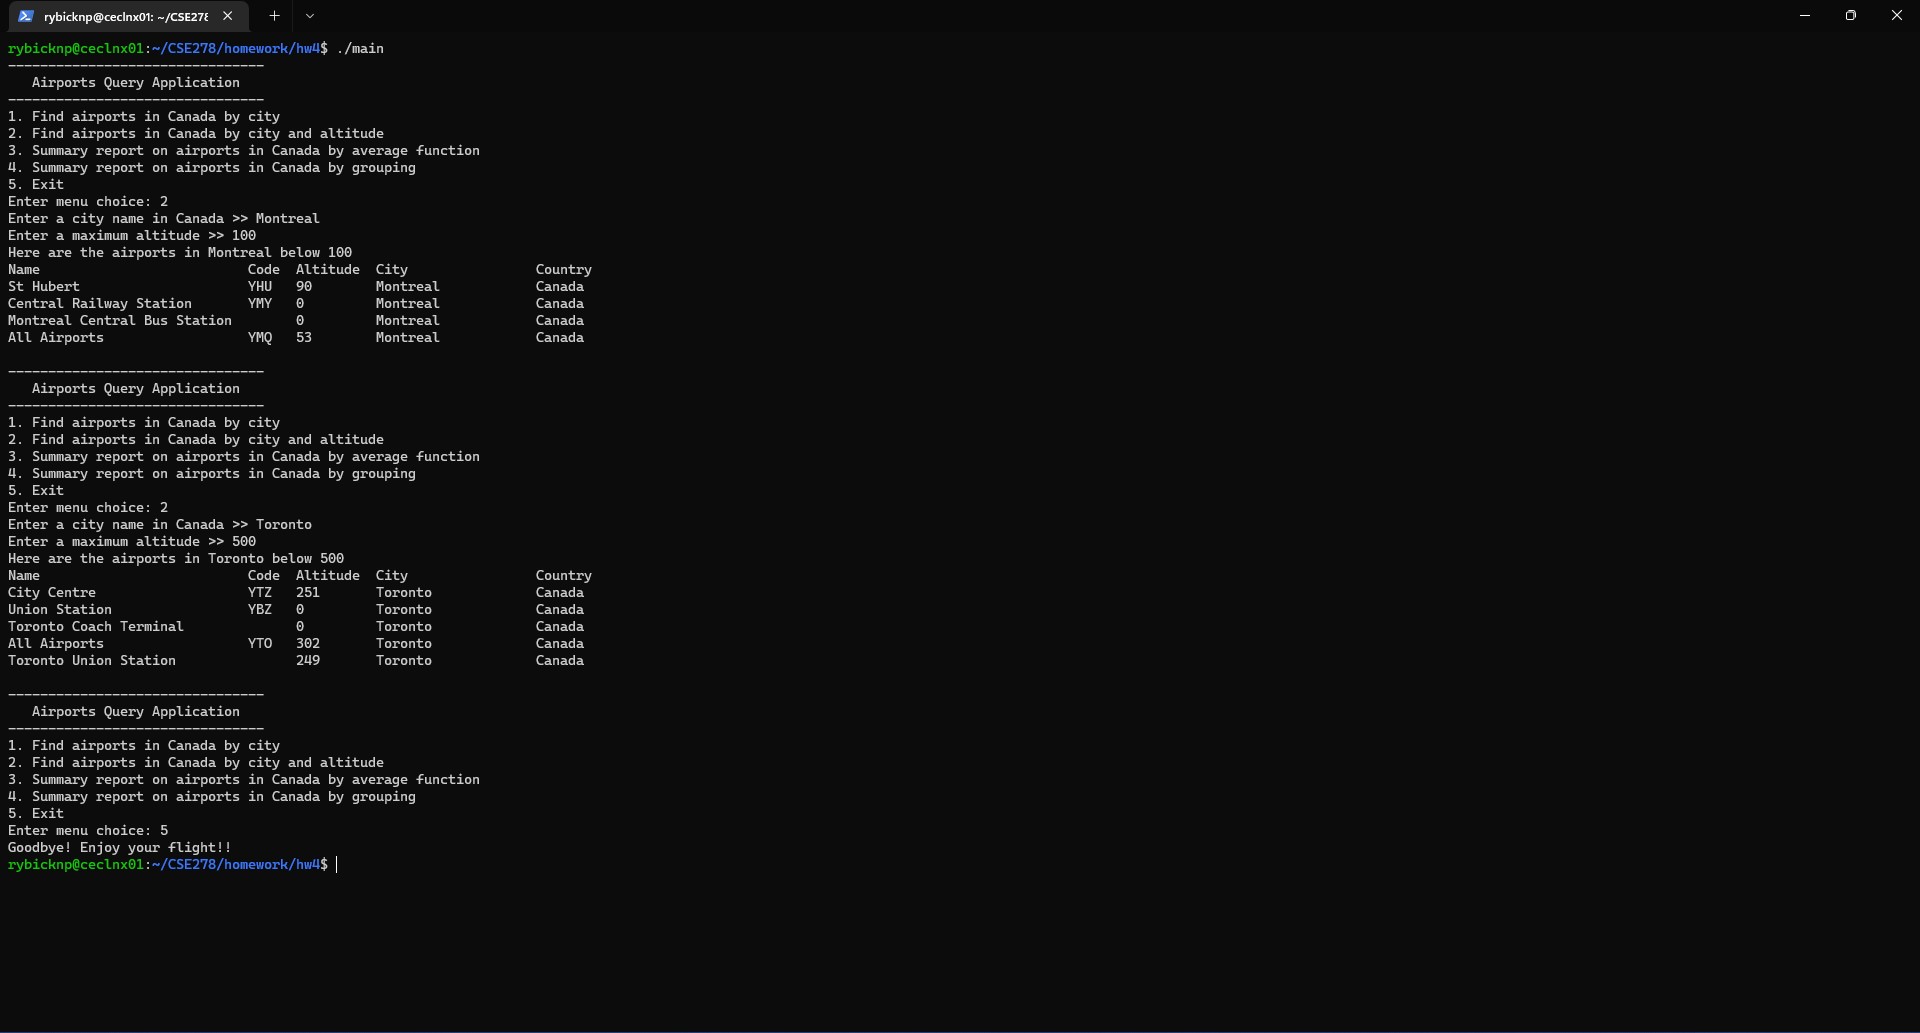 rybicknp@ceclnx01: ~/CSE278
rybicknp@ceclnx01:~/CSE278/homework/hw4$ ./main
--------------------------------
   Airports Query Application
--------------------------------
1. Find airports in Canada by city
2. Find airports in Canada by city and altitude
3. Summary report on airports in Canada by average function
4. Summary report on airports in Canada by grouping
5. Exit
Enter menu choice: 2
Enter a city name in Canada >> Montreal
Enter a maximum altitude >> 100
Here are the airports in Montreal below 100
Name                          Code  Altitude  City                Country
St Hubert                     YHU   90        Montreal            Canada
Central Railway Station       YMY   0         Montreal            Canada
Montreal Central Bus Station        0         Montreal            Canada
All Airports                  YMQ   53        Montreal            Canada

--------------------------------
   Airports Query Application
--------------------------------
1. Find airports in Canada by city
2. Find airports in Canada by city and altitude
3. Summary report on airports in Canada by average function
4. Summary report on airports in Canada by grouping
5. Exit
Enter menu choice: 2
Enter a city name in Canada >> Toronto
Enter a maximum altitude >> 500
Here are the airports in Toronto below 500
Name                          Code  Altitude  City                Country
City Centre                   YTZ   251       Toronto             Canada
Union Station                 YBZ   0         Toronto             Canada
Toronto Coach Terminal              0         Toronto             Canada
All Airports                  YTO   302       Toronto             Canada
Toronto Union Station               249       Toronto             Canada

--------------------------------
   Airports Query Application
--------------------------------
1. Find airports in Canada by city
2. Find airports in Canada by city and altitude
3. Summary report on airports in Canada by average function
4. Summary report on airports in Canada by grouping
5. Exit
Enter menu choice: 5
Goodbye! Enjoy your flight!!
rybicknp@ceclnx01:~/CSE278/homework/hw4$